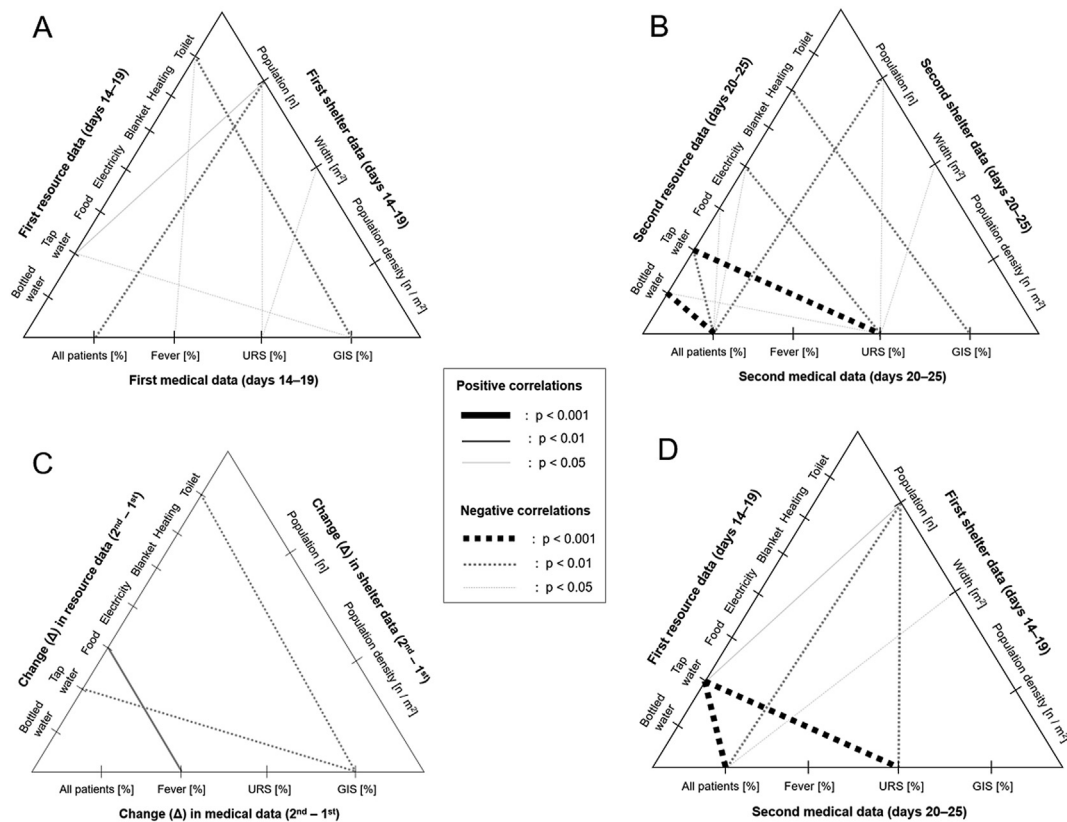 A
First resource data (days 14–19)
Toilet
Heating
Blanket
Electricity
Food
Tap
water
Bottled
water
First shelter data (days 14–19)
Population [n]
Width [m²]
Population density [n / m²]
All patients [%]
Fever [%]
URS [%]
GIS [%]
First medical data (days 14–19)
B
Second resource data (days 20–25)
Toilet
Heating
Blanket
Electricity
Food
Tap
water
Bottled
water
Second shelter data (days 20–25)
Population [n]
Width [m²]
Population density [n / m²]
All patients [%]
Fever [%]
URS [%]
GIS [%]
Second medical data (days 20–25)
Positive correlations
: p < 0.001
: p < 0.01
: p < 0.05
Negative correlations
: p < 0.001
: p < 0.01
: p < 0.05
C
Change (Δ) in resource data (2nd – 1st)
Toilet
Heating
Blanket
Electricity
Food
Tap
water
Bottled
water
Change (Δ) in shelter data (2nd – 1st)
Population [n]
Population density [n / m²]
All patients [%]
Fever [%]
URS [%]
GIS [%]
Change (Δ) in medical data (2nd – 1st)
D
First resource data (days 14–19)
Toilet
Heating
Blanket
Electricity
Food
Tap
water
Bottled
water
First shelter data (days 14–19)
Population [n]
Width [m²]
Population density [n / m²]
All patients [%]
Fever [%]
URS [%]
GIS [%]
Second medical data (days 20–25)